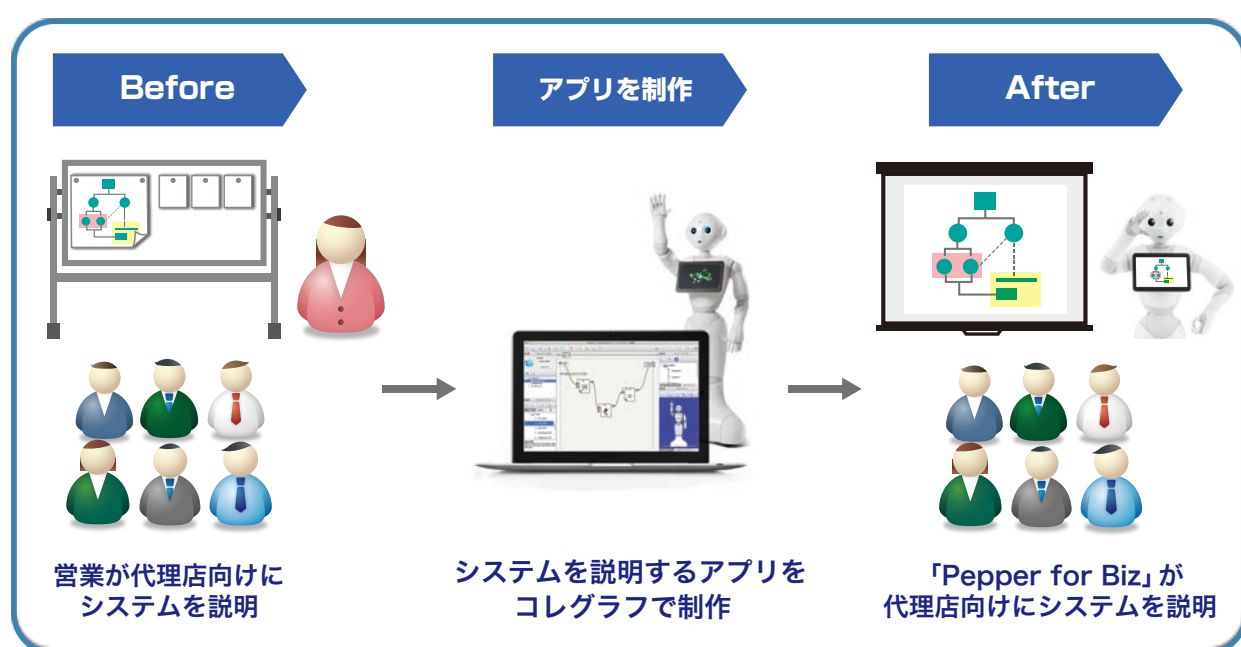 Before
アプリを制作
After
営業が代理店向けに
システムを説明
システムを説明するアプリを
コレグラフで制作
「Pepper for Biz」が
代理店向けにシステムを説明